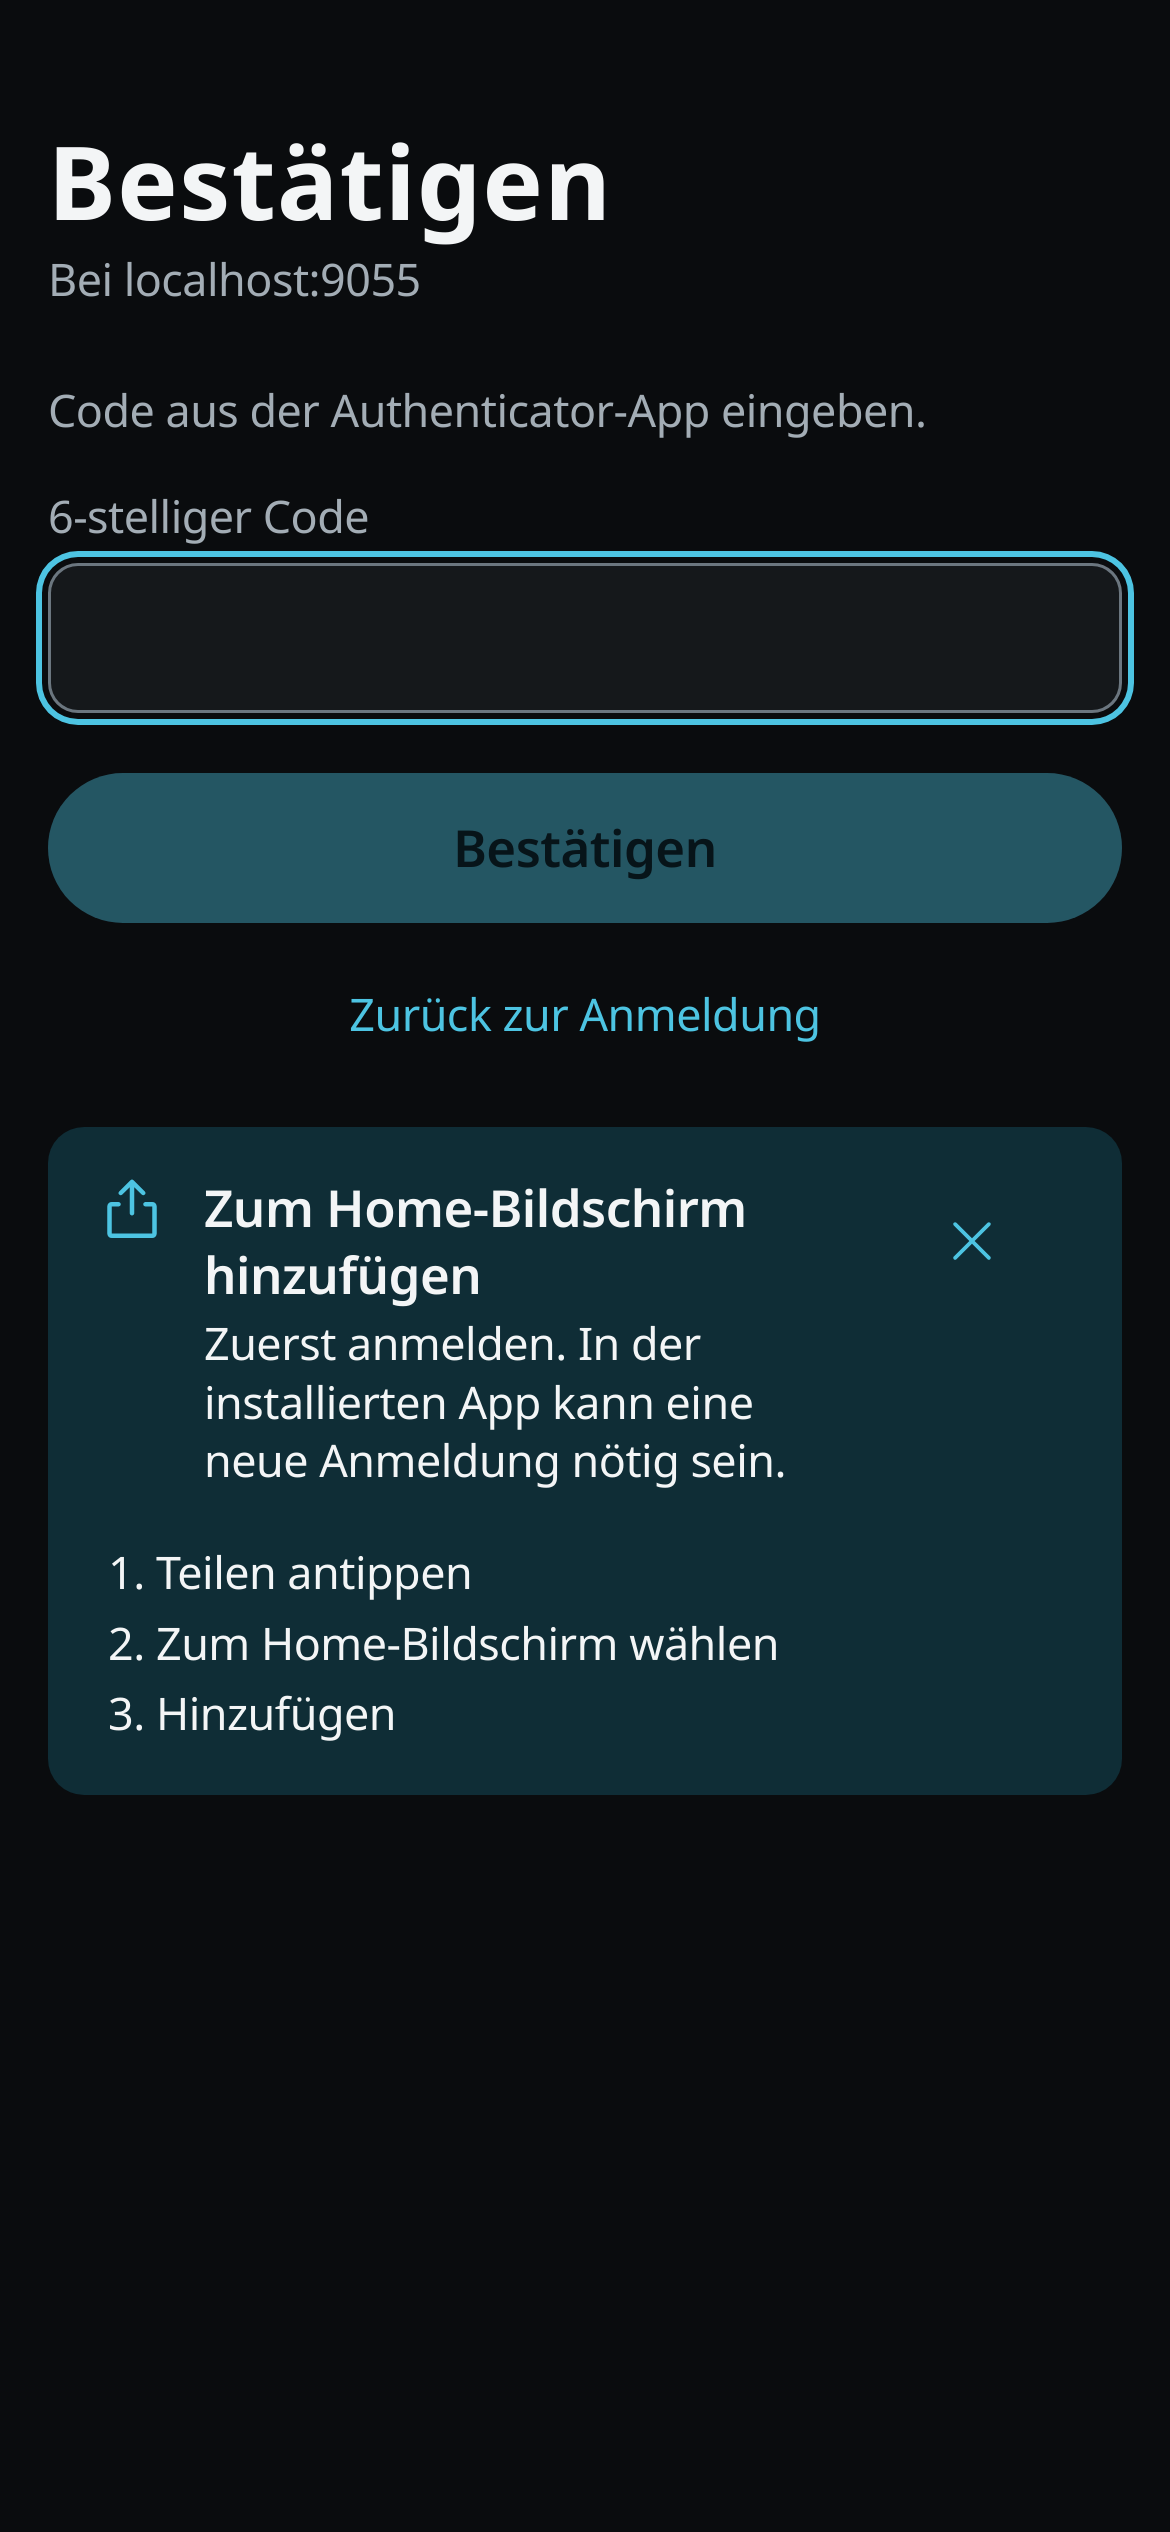 Bestätigen
Bei localhost:9055
Code aus der Authenticator-App eingeben.
6-stelliger Code
Bestätigen
Zurück zur Anmeldung
Zum Home-Bildschirm
hinzufügen
Zuerst anmelden. In der
installierten App kann eine
neue Anmeldung nötig sein.
1. Teilen antippen
2. Zum Home-Bildschirm wählen
3. Hinzufügen